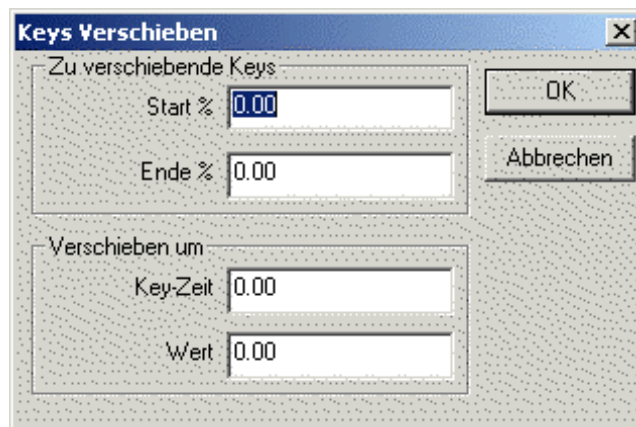 Keys Verschieben
Zu verschiebende Keys
Start % 0.00
OK
Ende % 0.00
Abbrechen
Verschieben um
Key-Zeit 0.00
Wert 0.00